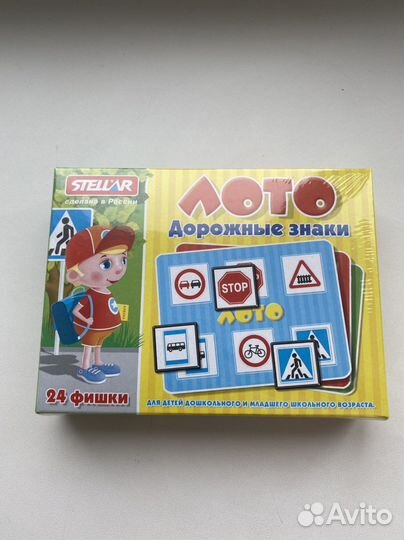 STELLAR
сделано в России
ЛОТО
Дорожные знаки
STOP
ЛОТО
24 фишки
ДЛЯ ДЕТЕЙ ДОШКОЛЬНОГО И МЛАДШЕГО ШКОЛЬНОГО ВОЗРАСТА.
Avito